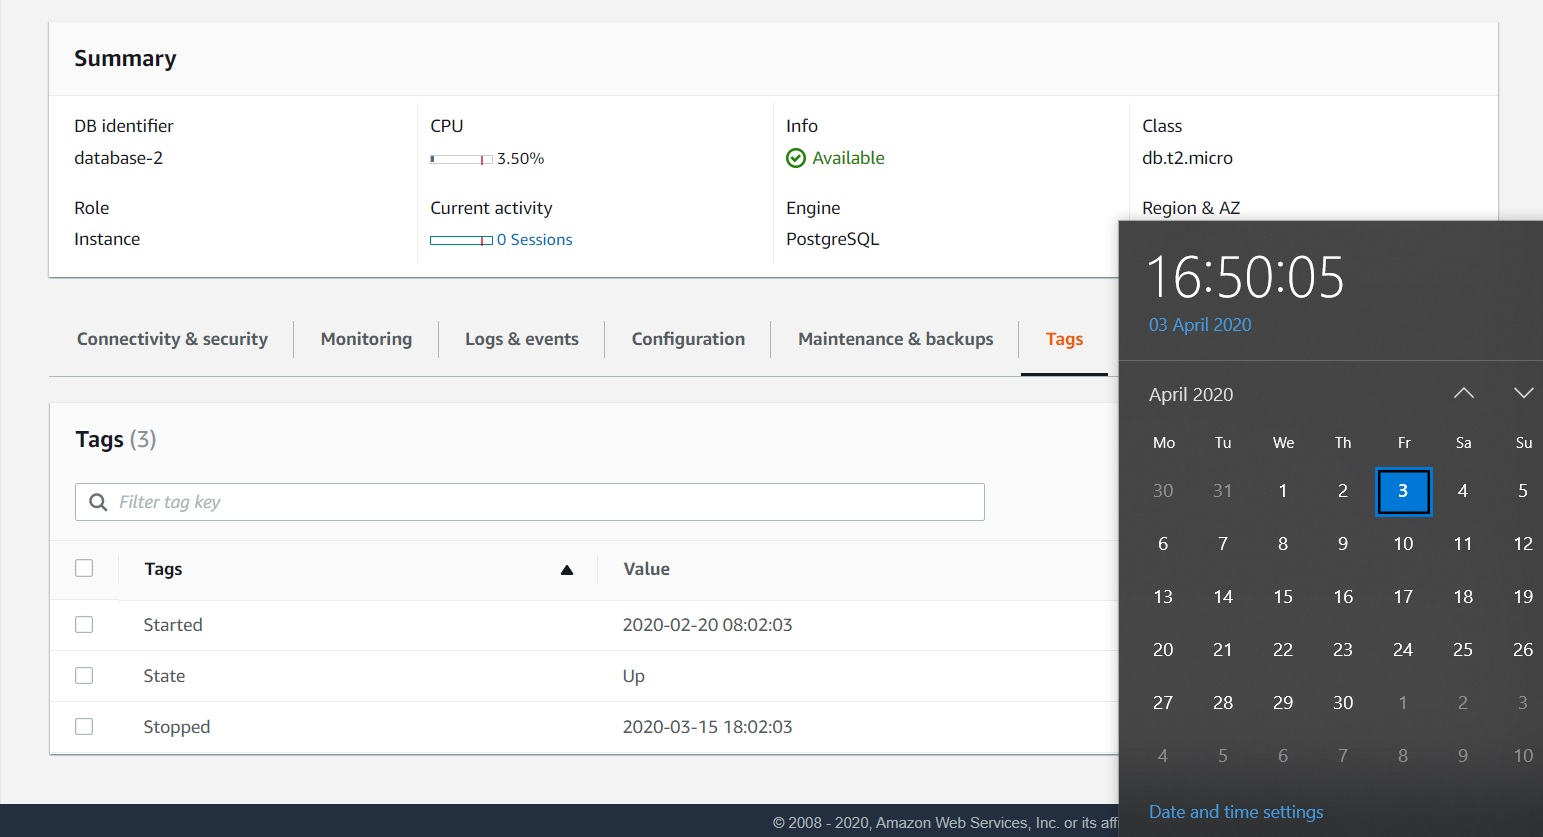 Summary
DB identifier
database-2
CPU
3.50%
Info
Available
Class
db.t2.micro
Role
Instance
Current activity
0 Sessions
Engine
PostgreSQL
Region & AZ
Connectivity & security
Monitoring
Logs & events
Configuration
Maintenance & backups
Tags
Tags (3)
Filter tag key
Tags Value
Started 2020-02-20 08:02:03
State Up
Stopped 2020-03-15 18:02:03
© 2008 - 2020, Amazon Web Services, Inc. or its affi
16:50:05
03 April 2020
April 2020
Mo Tu We Th Fr Sa Su
30 31 1 2 3 4 5
6 7 8 9 10 11 12
13 14 15 16 17 18 19
20 21 22 23 24 25 26
27 28 29 30 1 2 3
4 5 6 7 8 9 10
Date and time settings